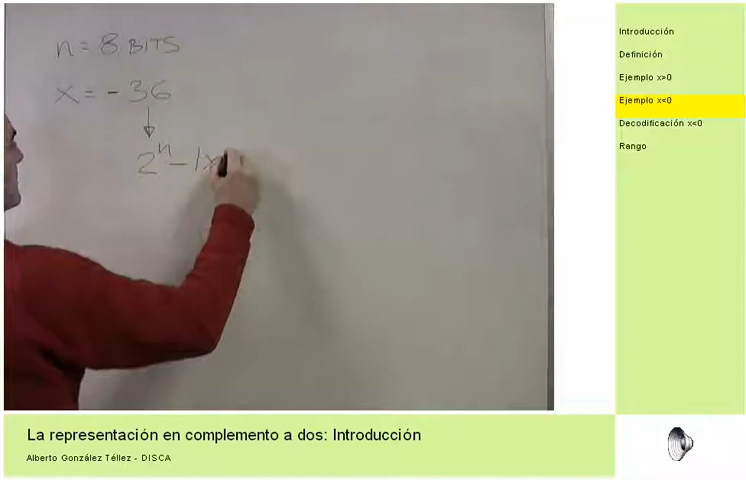 n = 8 BITS
x = - 36
2^n - |x
Introducción
Definición
Ejemplo x>0
Ejemplo x<0
Decodificación x<0
Rango
La representación en complemento a dos: Introducción
Alberto González Téllez - DISCA